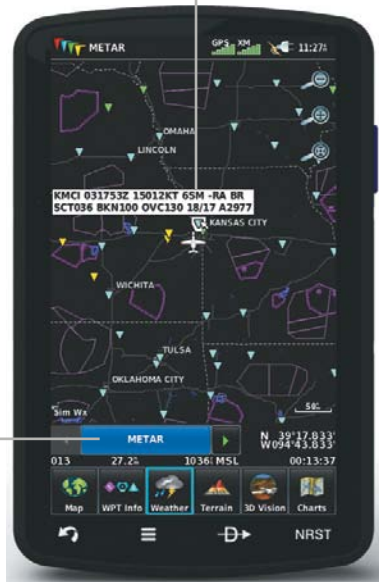 METAR
GPS XM
11:27
OMAHA
LINCOLN
KMCI 031753Z 15012KT 6SM -RA BR
SCT036 BKN100 OVC130 18/17 A2977
KANSAS CITY
WICHITA
TULSA
OKLAHOMA CITY
Sim Wx
50
METAR
N 39°17.833'
W094°43.833'
013 27.2 1036 MSL 00:13:37
Map WPT Info Weather Terrain 3D Vision Charts
D NRST